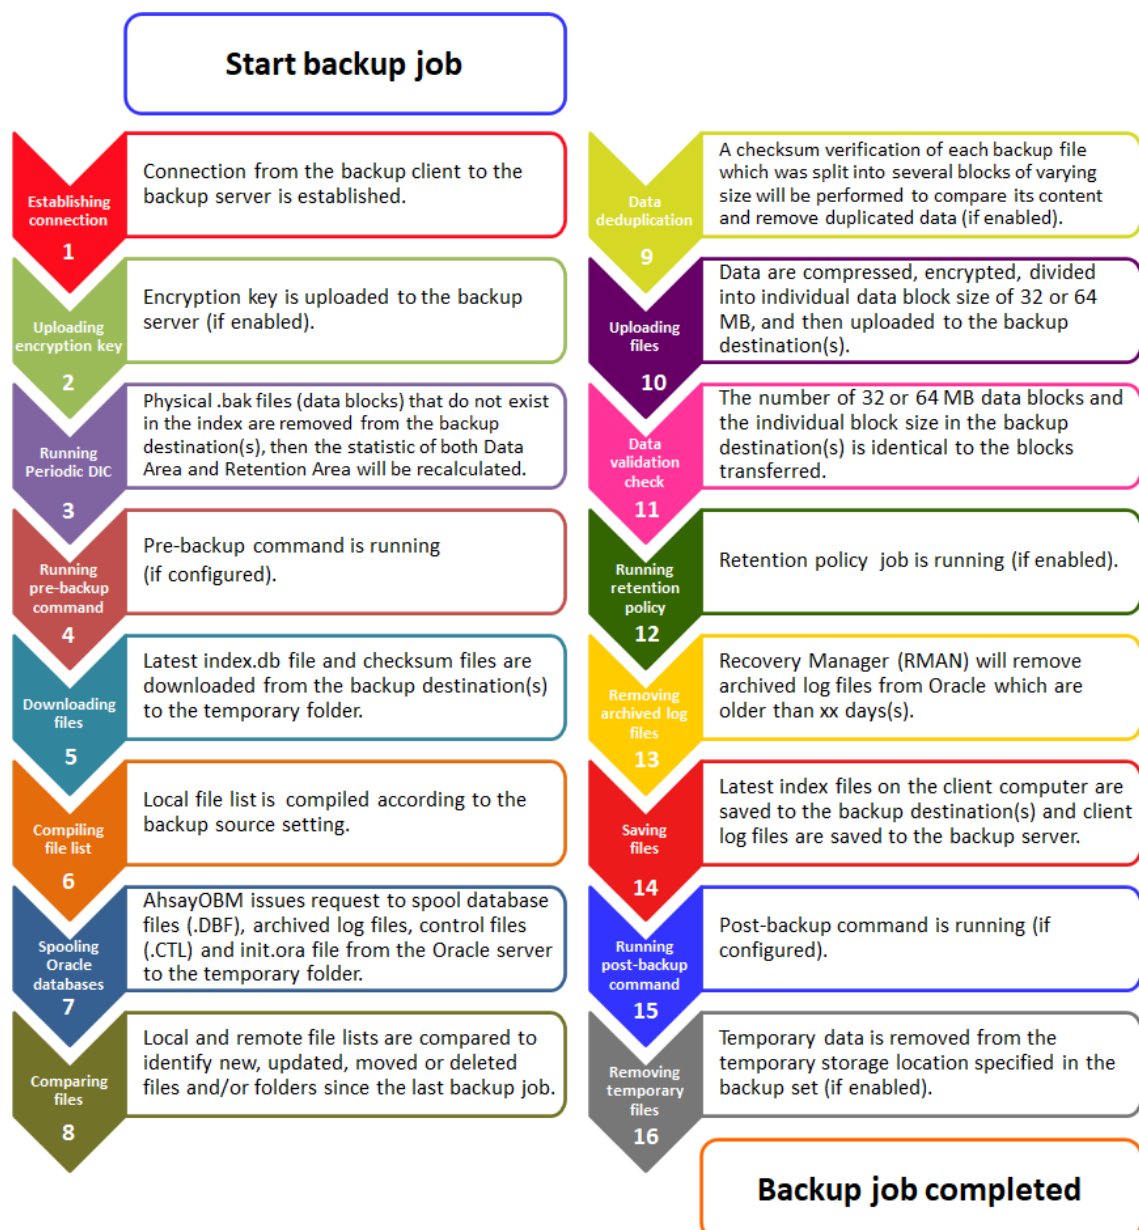 Start backup job
Establishing
connection
1
Connection from the backup client to the
backup server is established.
Uploading
encryption key
2
Encryption key is uploaded to the backup
server (if enabled).
Running
Periodic DIC
3
Physical .bak files (data blocks) that do not exist
in the index are removed from the backup
destination(s), then the statistic of both Data
Area and Retention Area will be recalculated.
Running
pre-backup
command
4
Pre-backup command is running
(if configured).
Downloading
files
5
Latest index.db file and checksum files are
downloaded from the backup destination(s)
to the temporary folder.
Compiling
file list
6
Local file list is compiled according to the
backup source setting.
Spooling
Oracle
databases
7
AhsayOBM issues request to spool database
files (.DBF), archived log files, control files
(.CTL) and init.ora file from the Oracle server
to the temporary folder.
Comparing
files
8
Local and remote file lists are compared to
identify new, updated, moved or deleted
files and/or folders since the last backup job.
Data
deduplication
9
A checksum verification of each backup file
which was split into several blocks of varying
size will be performed to compare its content
and remove duplicated data (if enabled).
Uploading
files
10
Data are compressed, encrypted, divided
into individual data block size of 32 or 64
MB, and then uploaded to the backup
destination(s).
Data
validation
check
11
The number of 32 or 64 MB data blocks and
the individual block size in the backup
destination(s) is identical to the blocks
transferred.
Running
retention
policy
12
Retention policy job is running (if enabled).
Removing
archived log
files
13
Recovery Manager (RMAN) will remove
archived log files from Oracle which are
older than xx days(s).
Saving
files
14
Latest index files on the client computer are
saved to the backup destination(s) and client
log files are saved to the backup server.
Running
post-backup
command
15
Post-backup command is running (if
configured).
Removing
temporary
files
16
Temporary data is removed from the
temporary storage location specified in the
backup set (if enabled).
Backup job completed